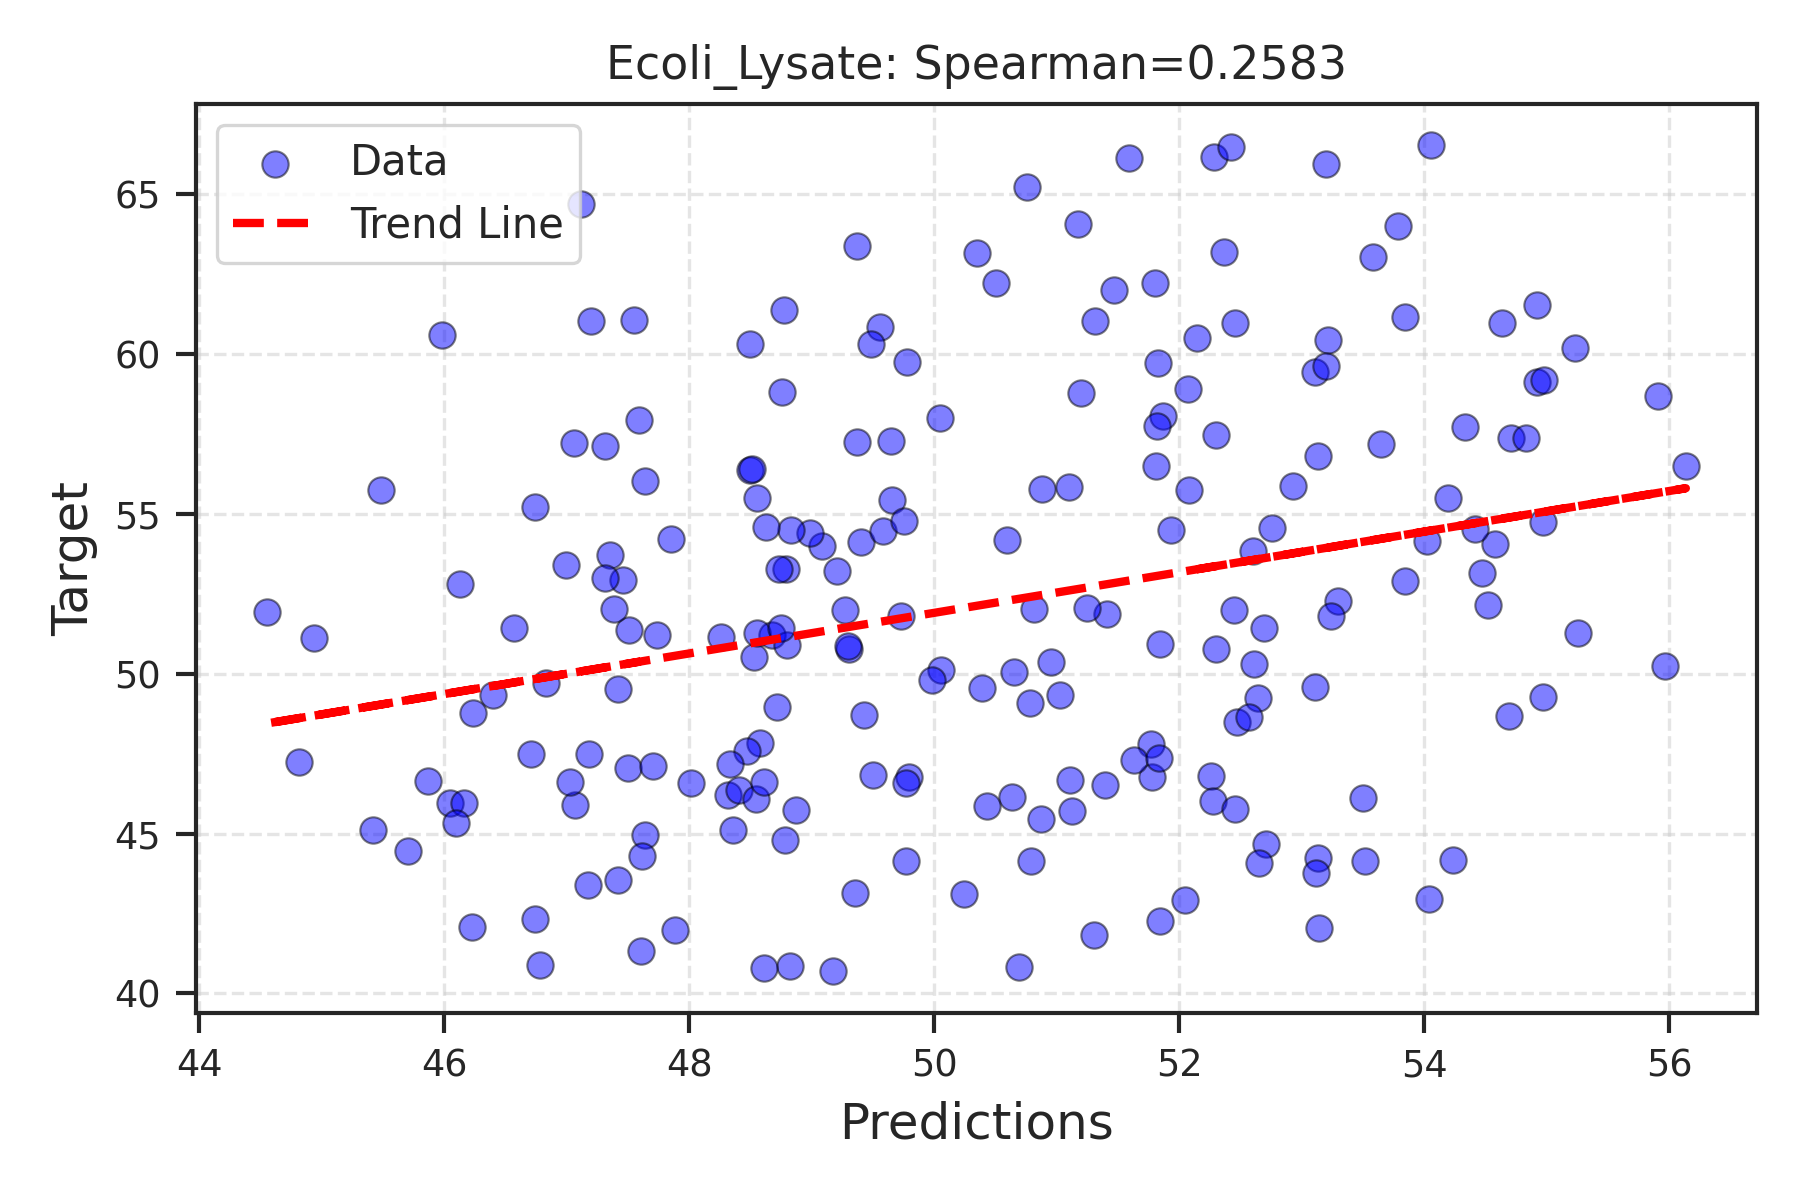 Ecoli_Lysate: Spearman=0.2583
Data
Trend Line
65
60
55
50
45
40
Target
44 46 48 50 52 54 56
Predictions